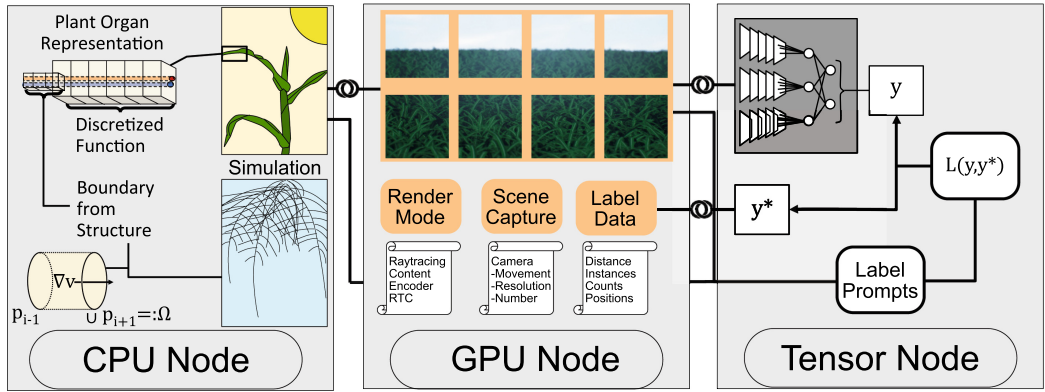 Plant Organ
Representation
Discretized
Function
Simulation
Boundary
from
Structure
∇v
p_{i-1}
∪ p_{i+1}=:Ω
CPU Node
Render
Mode
Scene
Capture
Label
Data
Raytracing
Content
Encoder
RTC
Camera
-Movement
-Resolution
-Number
Distance
Instances
Counts
Positions
GPU Node
y
L(y,y*)
y*
Label
Prompts
Tensor Node